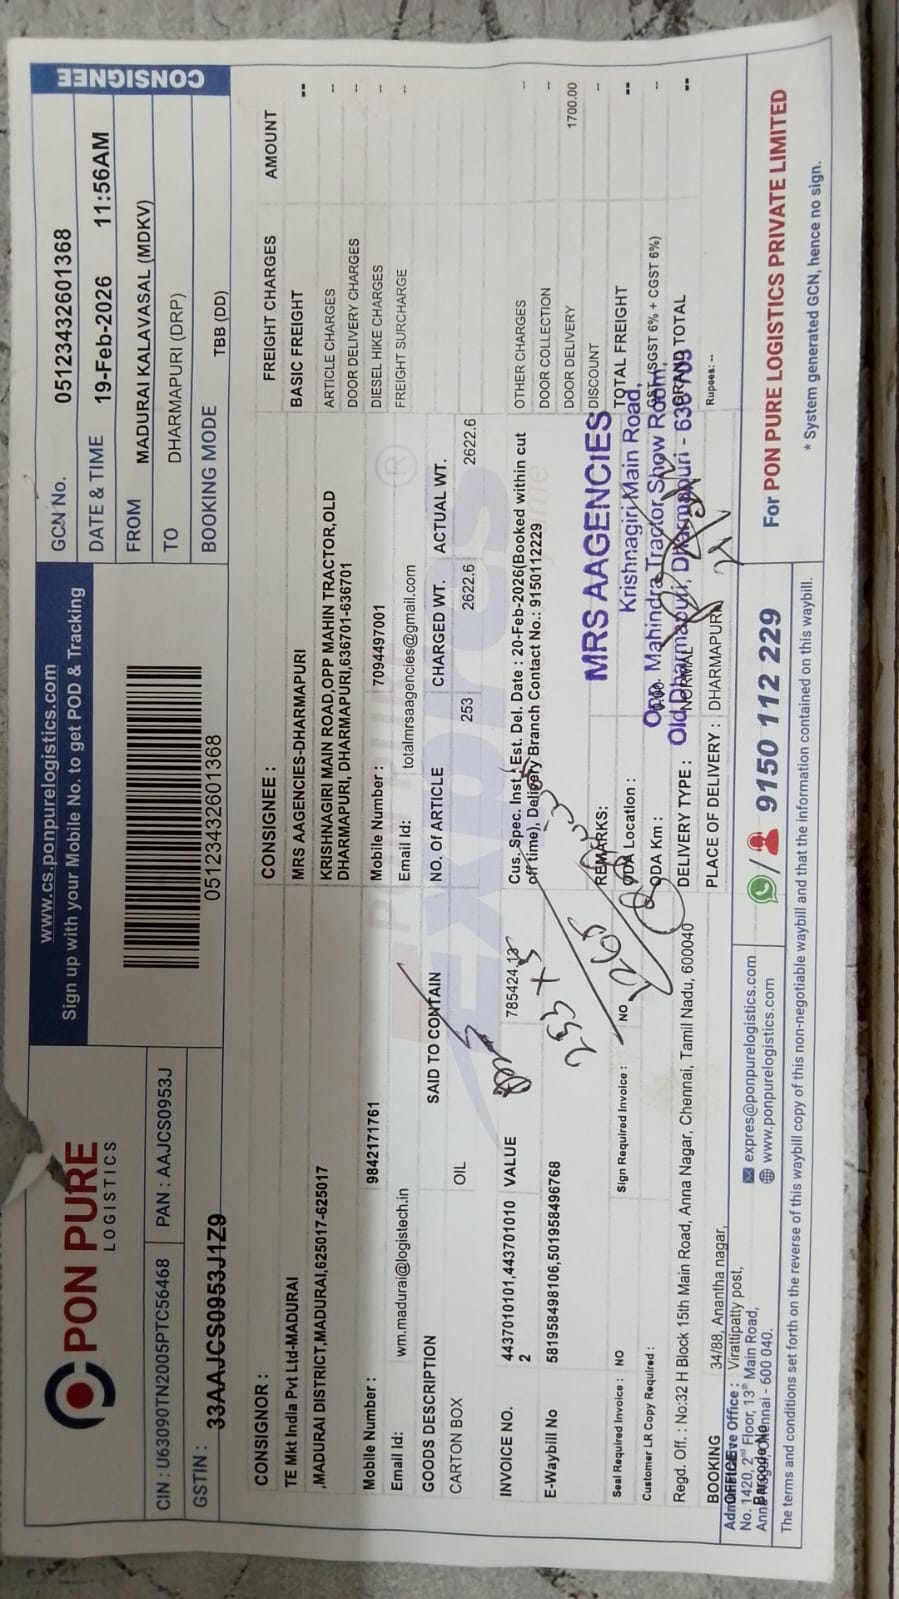 PON PURE
LOGISTICS
CIN : U63090TN2005PTC56468 PAN : AAJCS0953J
GSTIN : 33AAJCS0953J1Z9
www.cs.ponpurelogistics.com
Sign up with your Mobile No. to get POD & Tracking
05123432601368
CONSIGNEE
GCN No. 05123432601368
DATE & TIME 19-Feb-2026 11:56AM
FROM MADURAI KALAVASAL (MDKV)
TO DHARMAPURI (DRP)
BOOKING MODE TBB (DD)
CONSIGNOR :
TE Mkt India Pvt Ltd-MADURAI
,MADURAI DISTRICT,MADURAI,625017-625017
Mobile Number : 9842171761
Email Id: wm.madurai@logistech.in
CONSIGNEE :
MRS AAGENCIES-DHARMAPURI
KRISHNAGIRI MAIN ROAD,OPP MAHIN TRACTOR,OLD
DHARMAPURI, DHARMAPURI,636701-636701
Mobile Number : 7094497001
Email Id: totalmrsaagencies@gmail.com
FREIGHT CHARGES AMOUNT
BASIC FREIGHT --
ARTICLE CHARGES --
DOOR DELIVERY CHARGES --
DIESEL HIKE CHARGES --
FREIGHT SURCHARGE --
GOODS DESCRIPTION SAID TO CONTAIN NO. Of ARTICLE CHARGED WT. ACTUAL WT.
CARTON BOX OIL 253 2622.6 2622.6
INVOICE NO. 4437010101,443701010 VALUE 785424.13
2
E-Waybill No 581958498106,501958496768
Cus. Spec. Inst.: Est. Del. Date : 20-Feb-2026(Booked within cut
off time), Delivery Branch Contact No.: 9150112229
OTHER CHARGES --
DOOR COLLECTION --
DOOR DELIVERY 1700.00
DISCOUNT --
TOTAL FREIGHT --
GST (SGST 6% + CGST 6%) --
GRAND TOTAL --
Rupees: --
253 + 5
Seal Required Invoice : NO Sign Required Invoice : NO
Customer LR Copy Required :
REMARKS:
ODA Location :
ODA Km :
DELIVERY TYPE : NORMAL
PLACE OF DELIVERY : DHARMAPURI
MRS AAGENCIES
Krishnagiri Main Road,
Opp. Mahindra Tractor Show Room,
Old Dharmapuri, Dharmapuri - 636 703
Regd. Off. : No:32 H Block 15th Main Road, Anna Nagar, Chennai, Tamil Nadu, 600040
BOOKING OFFICE 34/88, Anantha nagar,
Virattipatty post,
Administrative Office :
No. 1420, 2nd Floor, 13th Main Road,
Anna Nagar, Chennai - 600 040.
expres@ponpurelogistics.com
www.ponpurelogistics.com
/ 9150 112 229
For PON PURE LOGISTICS PRIVATE LIMITED
* System generated GCN, hence no sign.
The terms and conditions set forth on the reverse of this waybill copy of this non-negotiable waybill and that the information contained on this waybill.